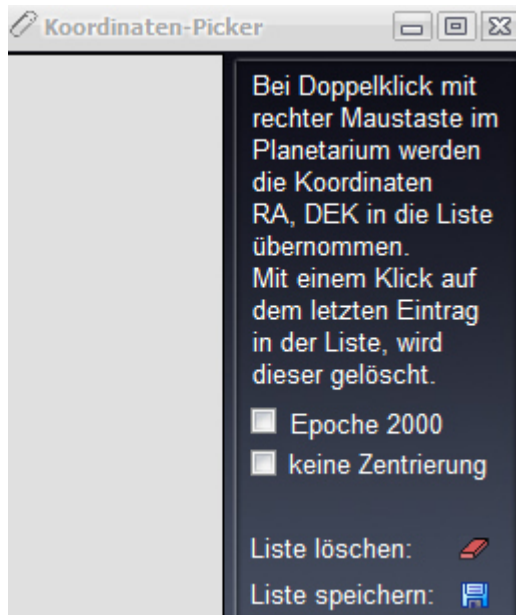 Koordinaten-Picker
Bei Doppelklick mit
rechter Maustaste im
Planetarium werden
die Koordinaten
RA, DEK in die Liste
übernommen.
Mit einem Klick auf
dem letzten Eintrag
in der Liste, wird
dieser gelöscht.
Epoche 2000
keine Zentrierung
Liste löschen:
Liste speichern: